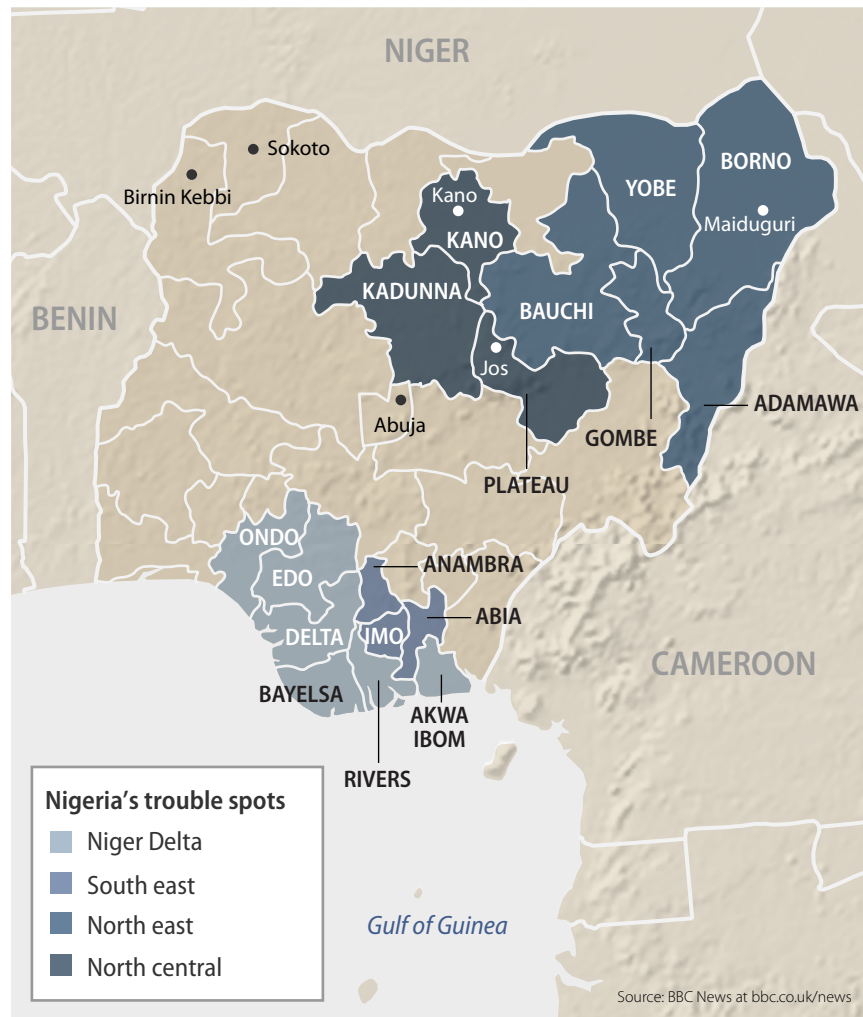 NIGER
Sokoto
Birnin Kebbi
BORNO
YOBE
Kano
Maiduguri
KANO
KADUNNA
BAUCHI
BENIN
Jos
ADAMAWA
Abuja
GOMBE
PLATEAU
ONDO
ANAMBRA
EDO
ABIA
DELTA
IMO
CAMEROON
BAYELSA
AKWA
IBOM
RIVERS
Nigeria's trouble spots
Niger Delta
South east
North east
North central
Gulf of Guinea
Source: BBC News at bbc.co.uk/news